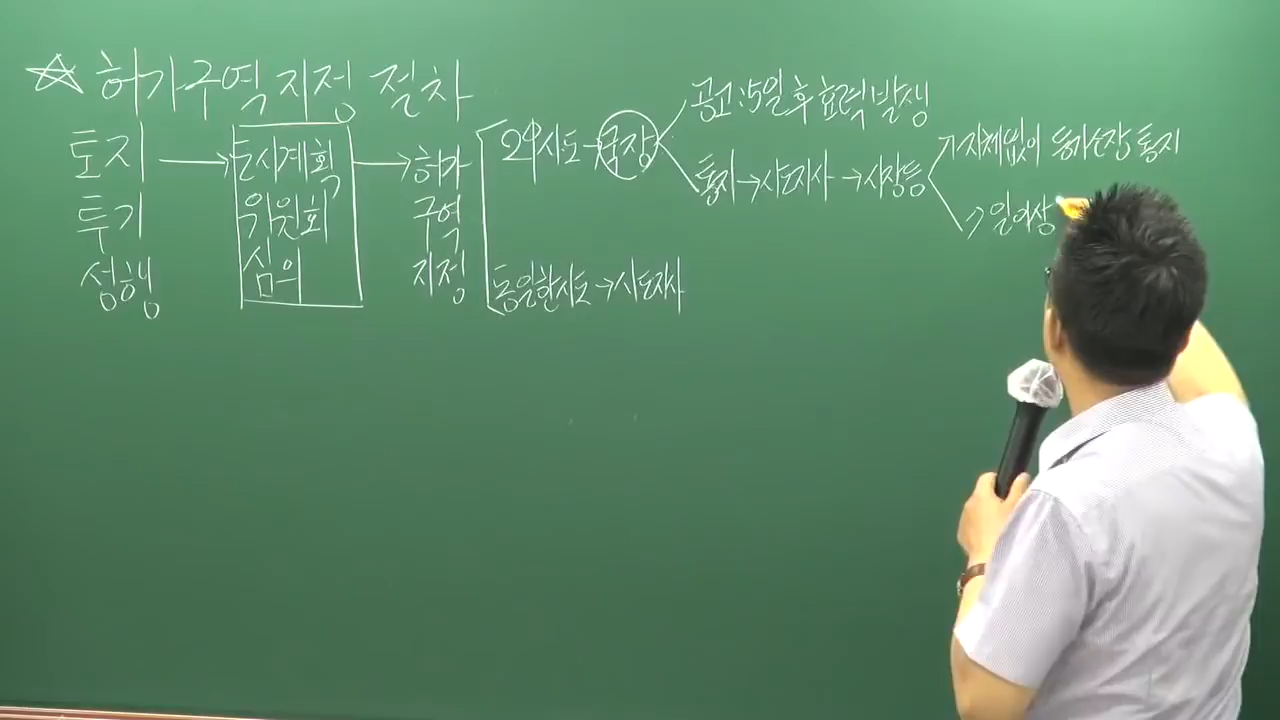 ☆ 허가구역 지정 절차
토지 투기 성행 →
도시계획 위원회 심의 →
허가 구역 지정
2이상 시·도 → 국장
공고: 5일 후 효력 발생
통지 → 시·도지사 → 시장등
지체없이 등기소장 통지
7일 이상
동일한 시도 → 시·도지사